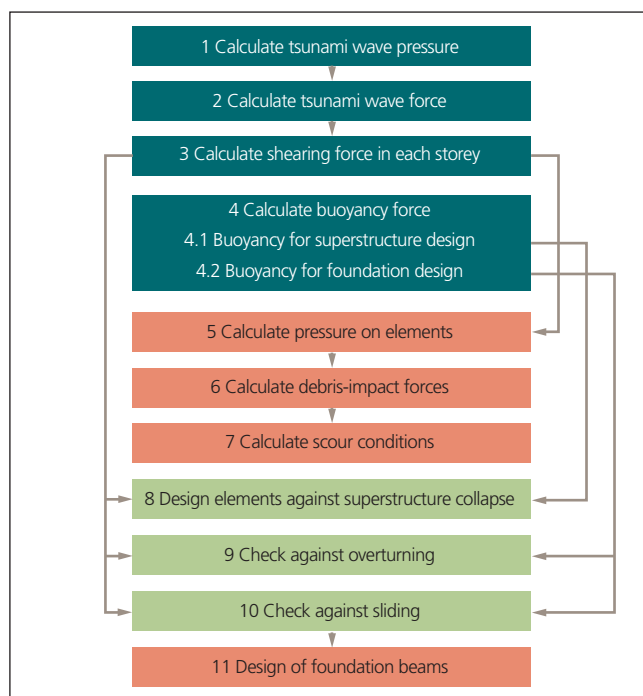 1 Calculate tsunami wave pressure
2 Calculate tsunami wave force
3 Calculate shearing force in each storey
4 Calculate buoyancy force
4.1 Buoyancy for superstructure design
4.2 Buoyancy for foundation design
5 Calculate pressure on elements
6 Calculate debris-impact forces
7 Calculate scour conditions
8 Design elements against superstructure collapse
9 Check against overturning
10 Check against sliding
11 Design of foundation beams